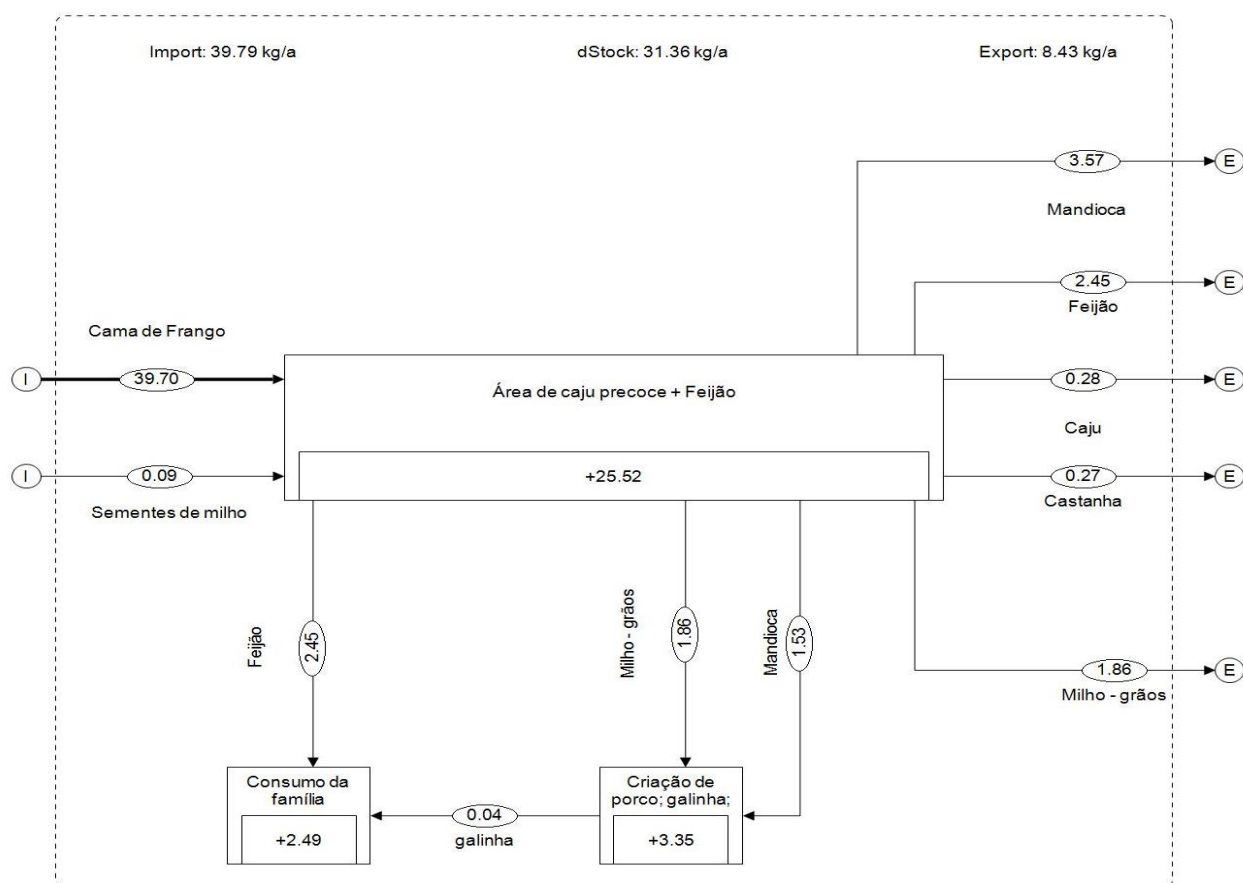 Import: 39.79 kg/a
dStock: 31.36 kg/a
Export: 8.43 kg/a
3.57
E
Mandioca
2.45
E
Feijão
Cama de Frango
I
39.70
Área de caju precoce + Feijão
0.28
E
Caju
I
0.09
Sementes de milho
+25.52
0.27
E
Castanha
Feijão
2.45
Milho - grãos
1.86
Mandioca
1.53
1.86
E
Milho - grãos
Consumo da
família
+2.49
0.04
galinha
Criação de
porco; galinha;
+3.35